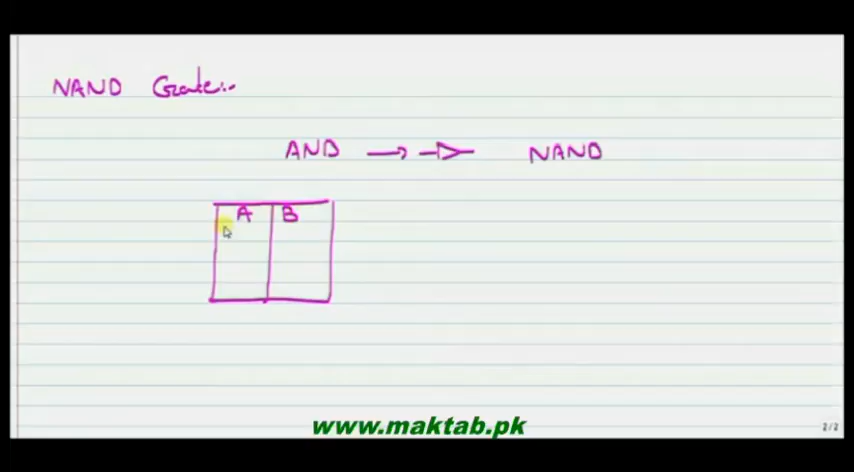 NAND Gate:-
AND NAND
A B
www.maktab.pk
2/2